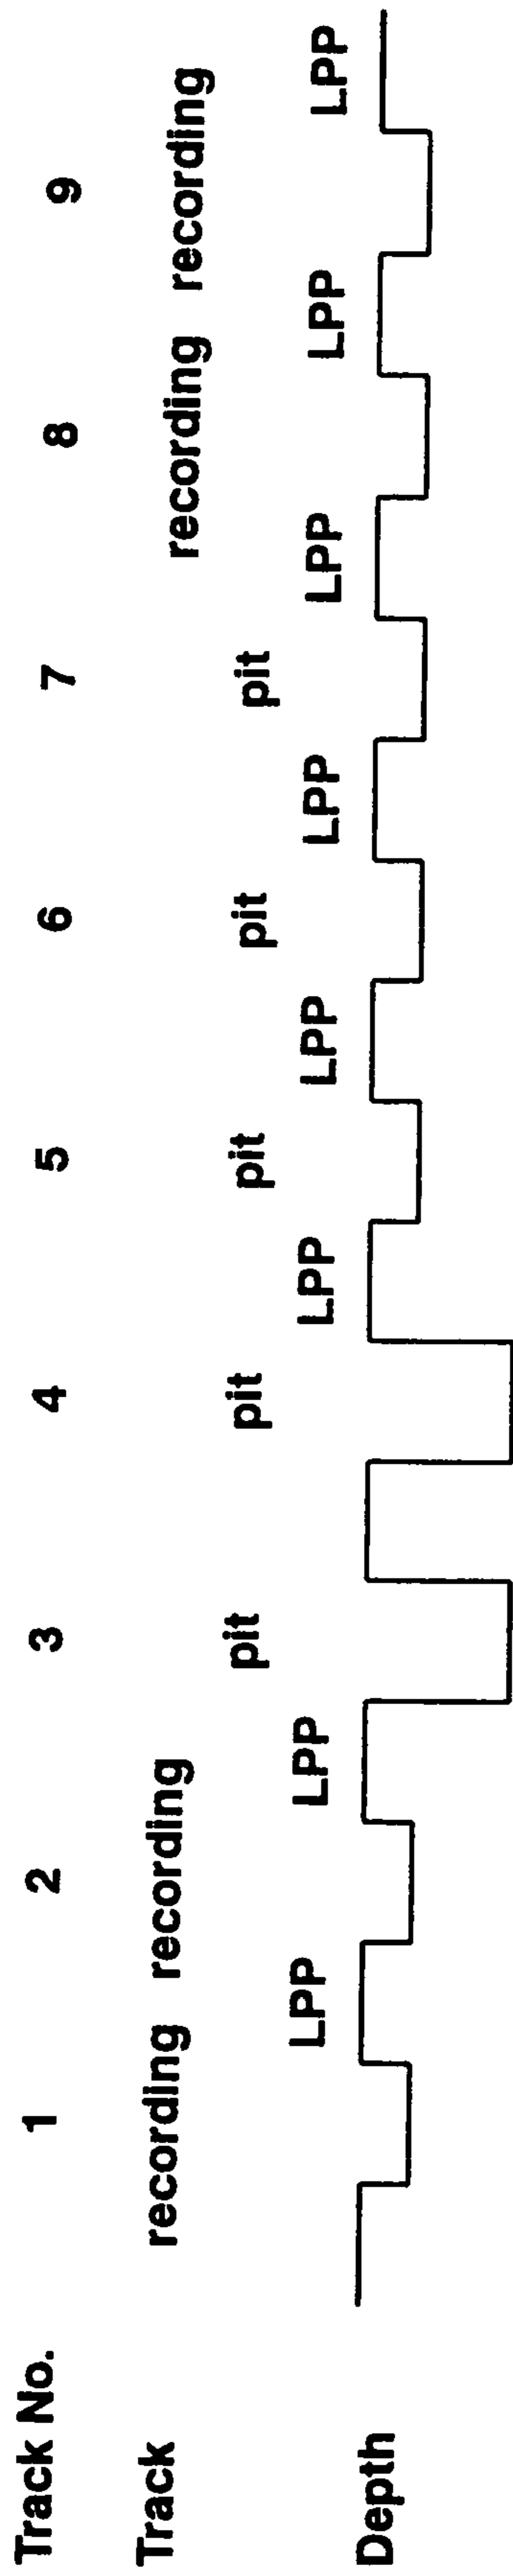 Track No. 1 2 3 4 5 6 7 8 9
Track recording recording pit pit pit pit pit recording recording
LPP LPP LPP LPP LPP LPP LPP LPP
Depth